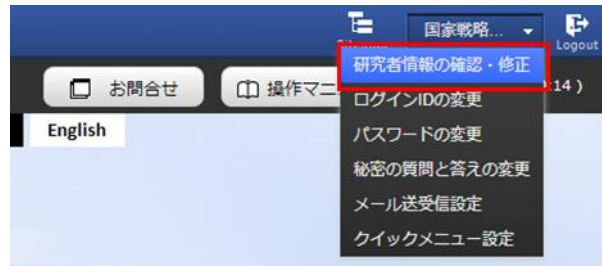 国家戦略...
Logout
研究者情報の確認・修正
お問合せ
操作マニ
:14 )
ログインIDの変更
English
パスワードの変更
秘密の質問と答えの変更
メール送受信設定
クイックメニュー設定